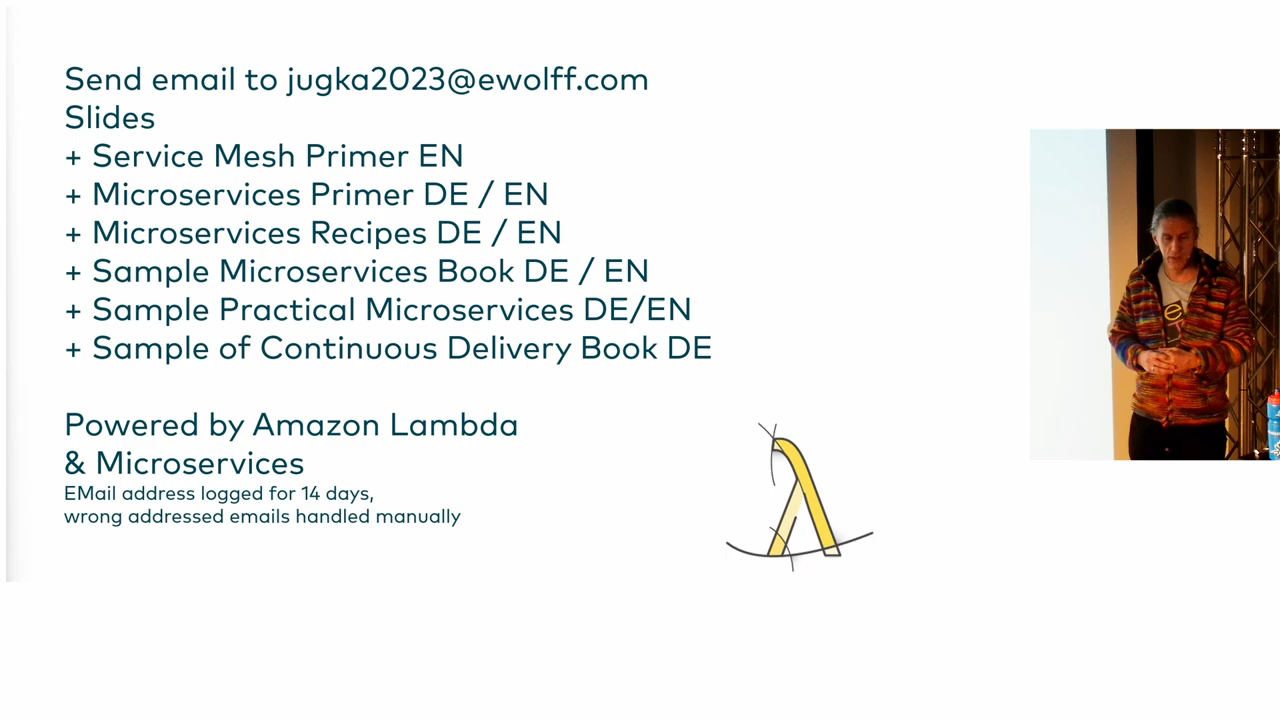 Send email to jugka2023@ewolff.com
Slides
+ Service Mesh Primer EN
+ Microservices Primer DE / EN
+ Microservices Recipes DE / EN
+ Sample Microservices Book DE / EN
+ Sample Practical Microservices DE/EN
+ Sample of Continuous Delivery Book DE
Powered by Amazon Lambda
& Microservices
EMail address logged for 14 days,
wrong addressed emails handled manually